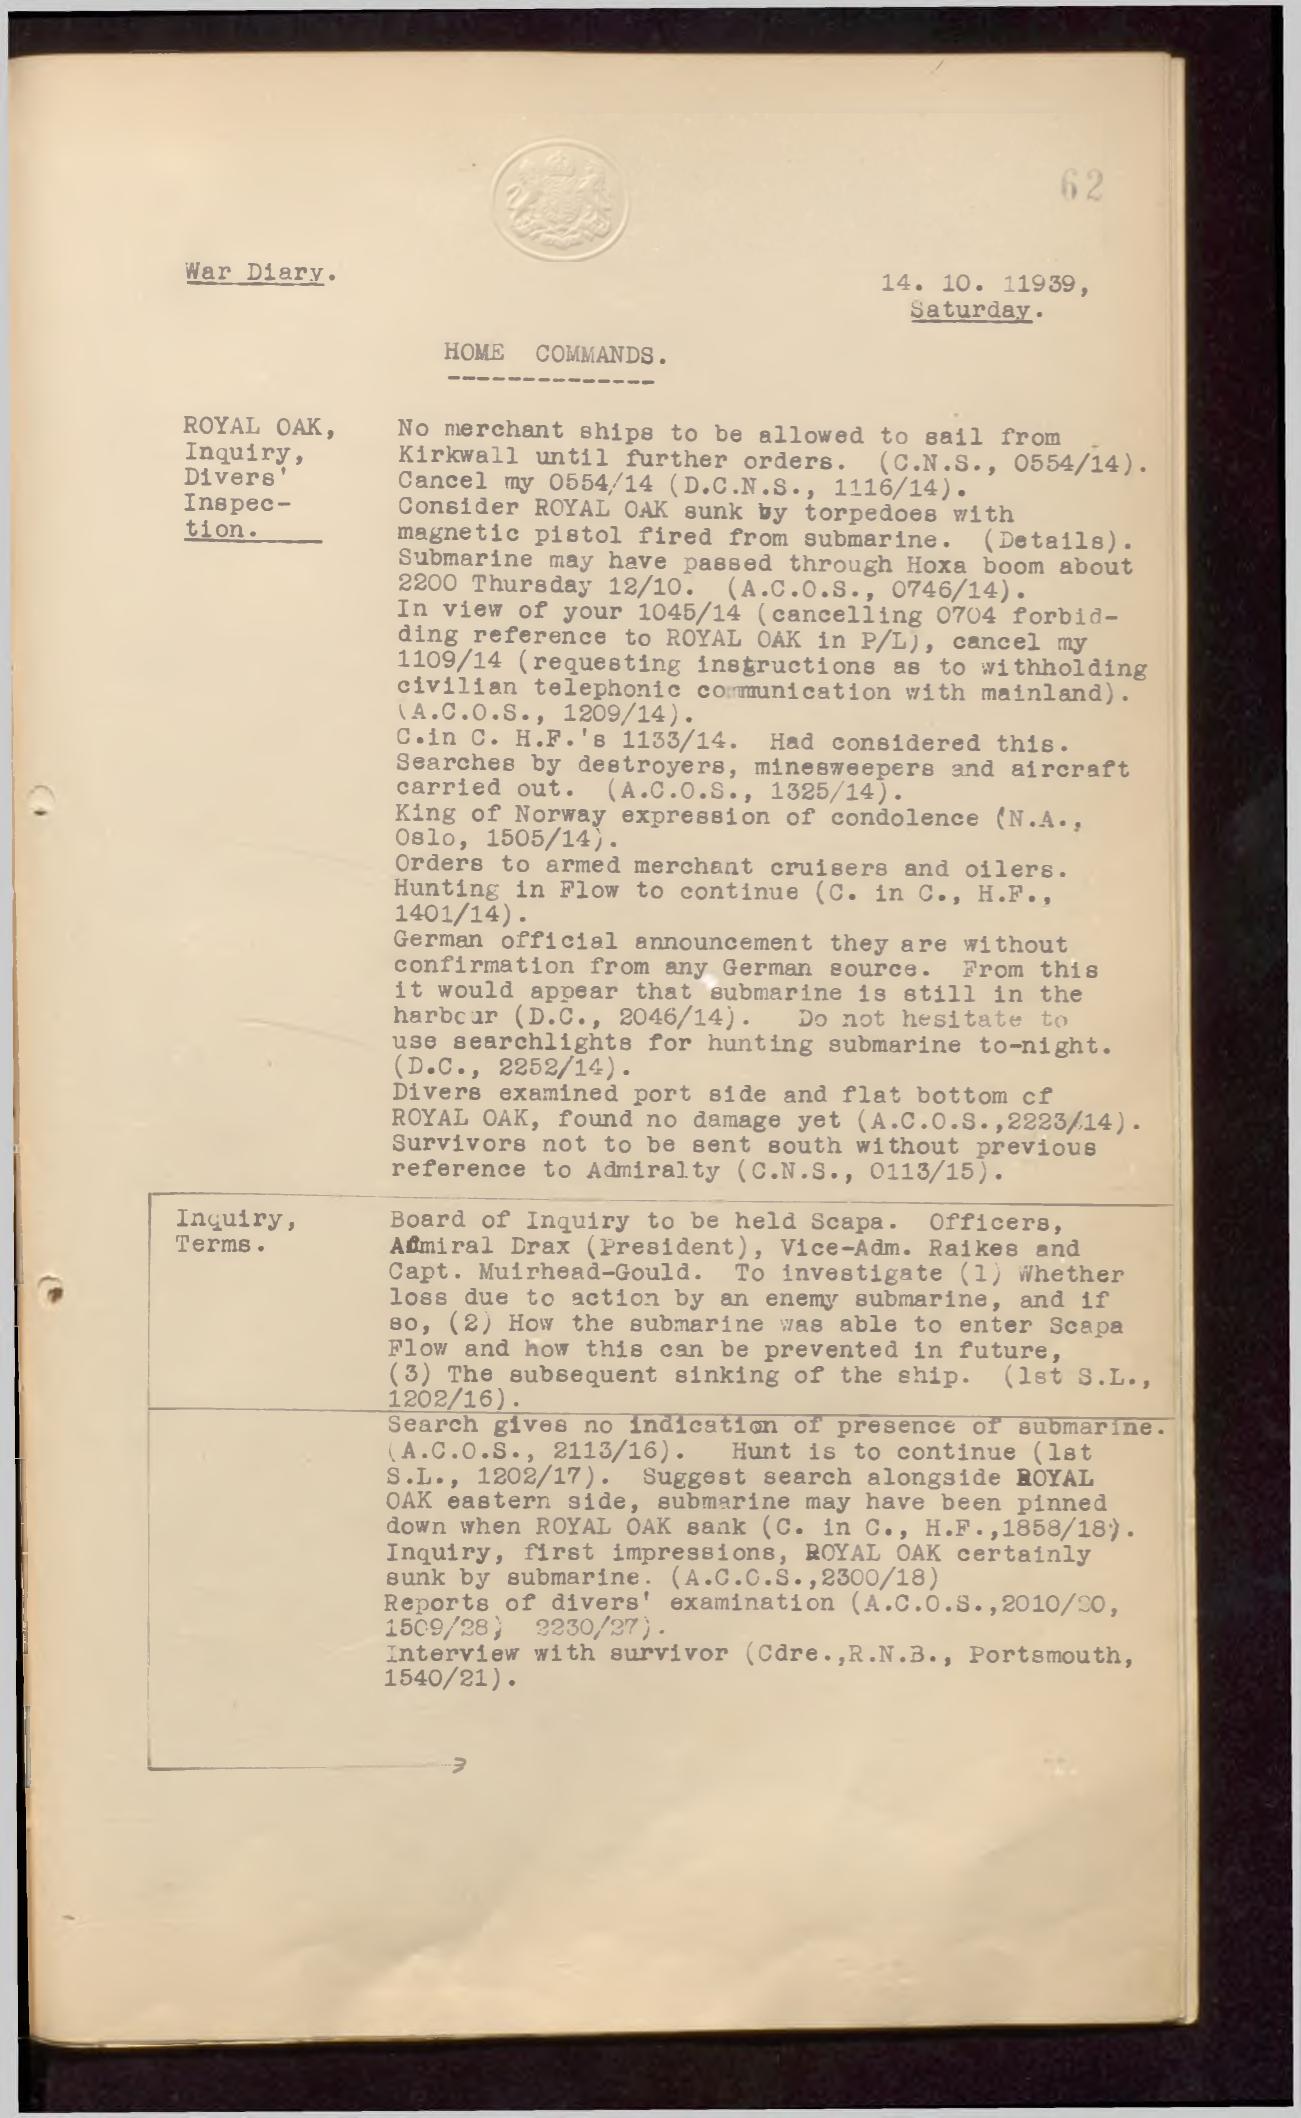 62
War Diary.
14. 10. 11939,
Saturday.
HOME COMMANDS.
ROYAL OAK,
Inquiry,
Divers'
Inspec-
tion.
No merchant ships to be allowed to sail from
Kirkwall until further orders. (C.N.S., 0554/14).
Cancel my 0554/14 (D.C.N.S., 1116/14).
Consider ROYAL OAK sunk by torpedoes with
magnetic pistol fired from submarine. (Details).
Submarine may have passed through Hoxa boom about
2200 Thursday 12/10. (A.C.O.S., 0746/14).
In view of your 1045/14 (cancelling 0704 forbid-
ding reference to ROYAL OAK in P/L), cancel my
1109/14 (requesting instructions as to withholding
civilian telephonic communication with mainland).
(A.C.O.S., 1209/14).
C.in C. H.F.'s 1133/14. Had considered this.
Searches by destroyers, minesweepers and aircraft
carried out. (A.C.O.S., 1325/14).
King of Norway expression of condolence (N.A.,
Oslo, 1505/14).
Orders to armed merchant cruisers and oilers.
Hunting in Flow to continue (C. in C., H.F.,
1401/14).
German official announcement they are without
confirmation from any German source. From this
it would appear that submarine is still in the
harbour (D.C., 2046/14). Do not hesitate to
use searchlights for hunting submarine to-night.
(D.C., 2252/14).
Divers examined port side and flat bottom of
ROYAL OAK, found no damage yet (A.C.O.S.,2223/14).
Survivors not to be sent south without previous
reference to Admiralty (C.N.S., 0113/15).
Inquiry,
Terms.
Board of Inquiry to be held Scapa. Officers,
Admiral Drax (President), Vice-Adm. Raikes and
Capt. Muirhead-Gould. To investigate (1) Whether
loss due to action by an enemy submarine, and if
so, (2) How the submarine was able to enter Scapa
Flow and how this can be prevented in future,
(3) The subsequent sinking of the ship. (1st S.L.,
1202/16).
Search gives no indication of presence of submarine.
(A.C.O.S., 2113/16). Hunt is to continue (1st
S.L., 1202/17). Suggest search alongside ROYAL
OAK eastern side, submarine may have been pinned
down when ROYAL OAK sank (C. in C., H.F.,1858/18).
Inquiry, first impressions, ROYAL OAK certainly
sunk by submarine. (A.C.O.S.,2300/18)
Reports of divers' examination (A.C.O.S.,2010/20,
1509/28) 2230/27).
Interview with survivor (Cdre.,R.N.B., Portsmouth,
1540/21).